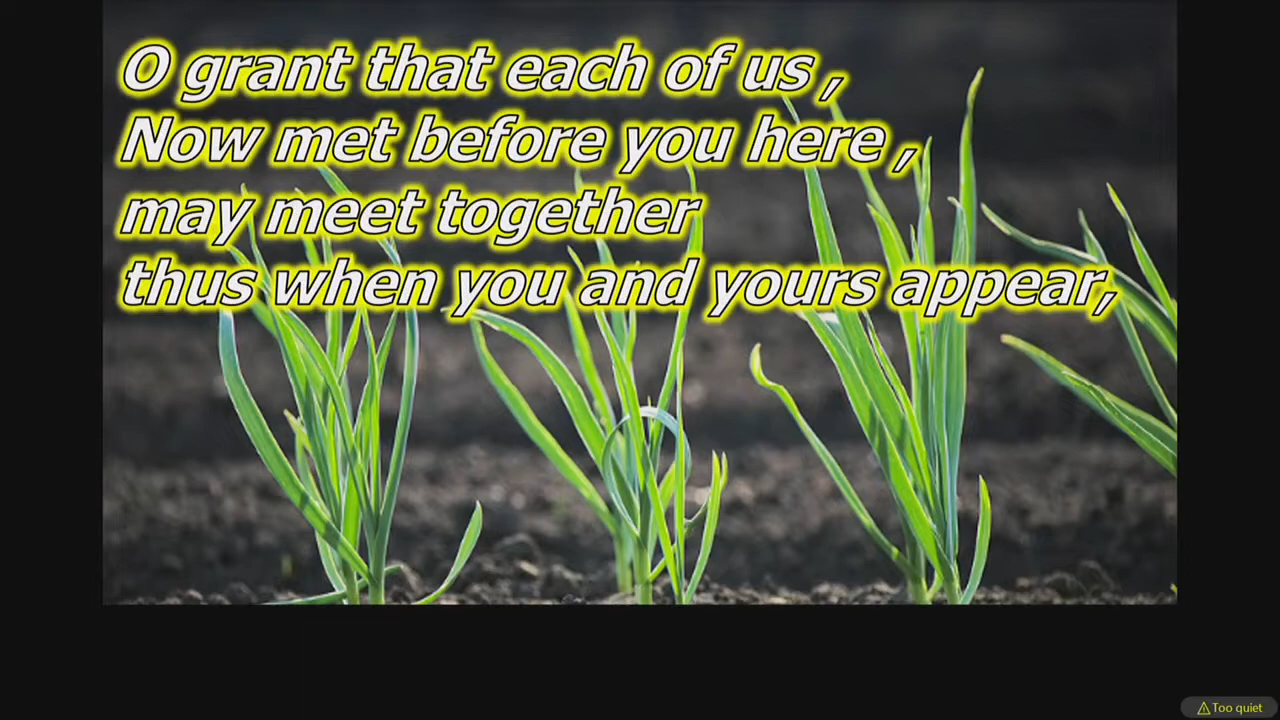 O grant that each of us ,
Now met before you here ,
may meet together
thus when you and yours appear,
Too quiet